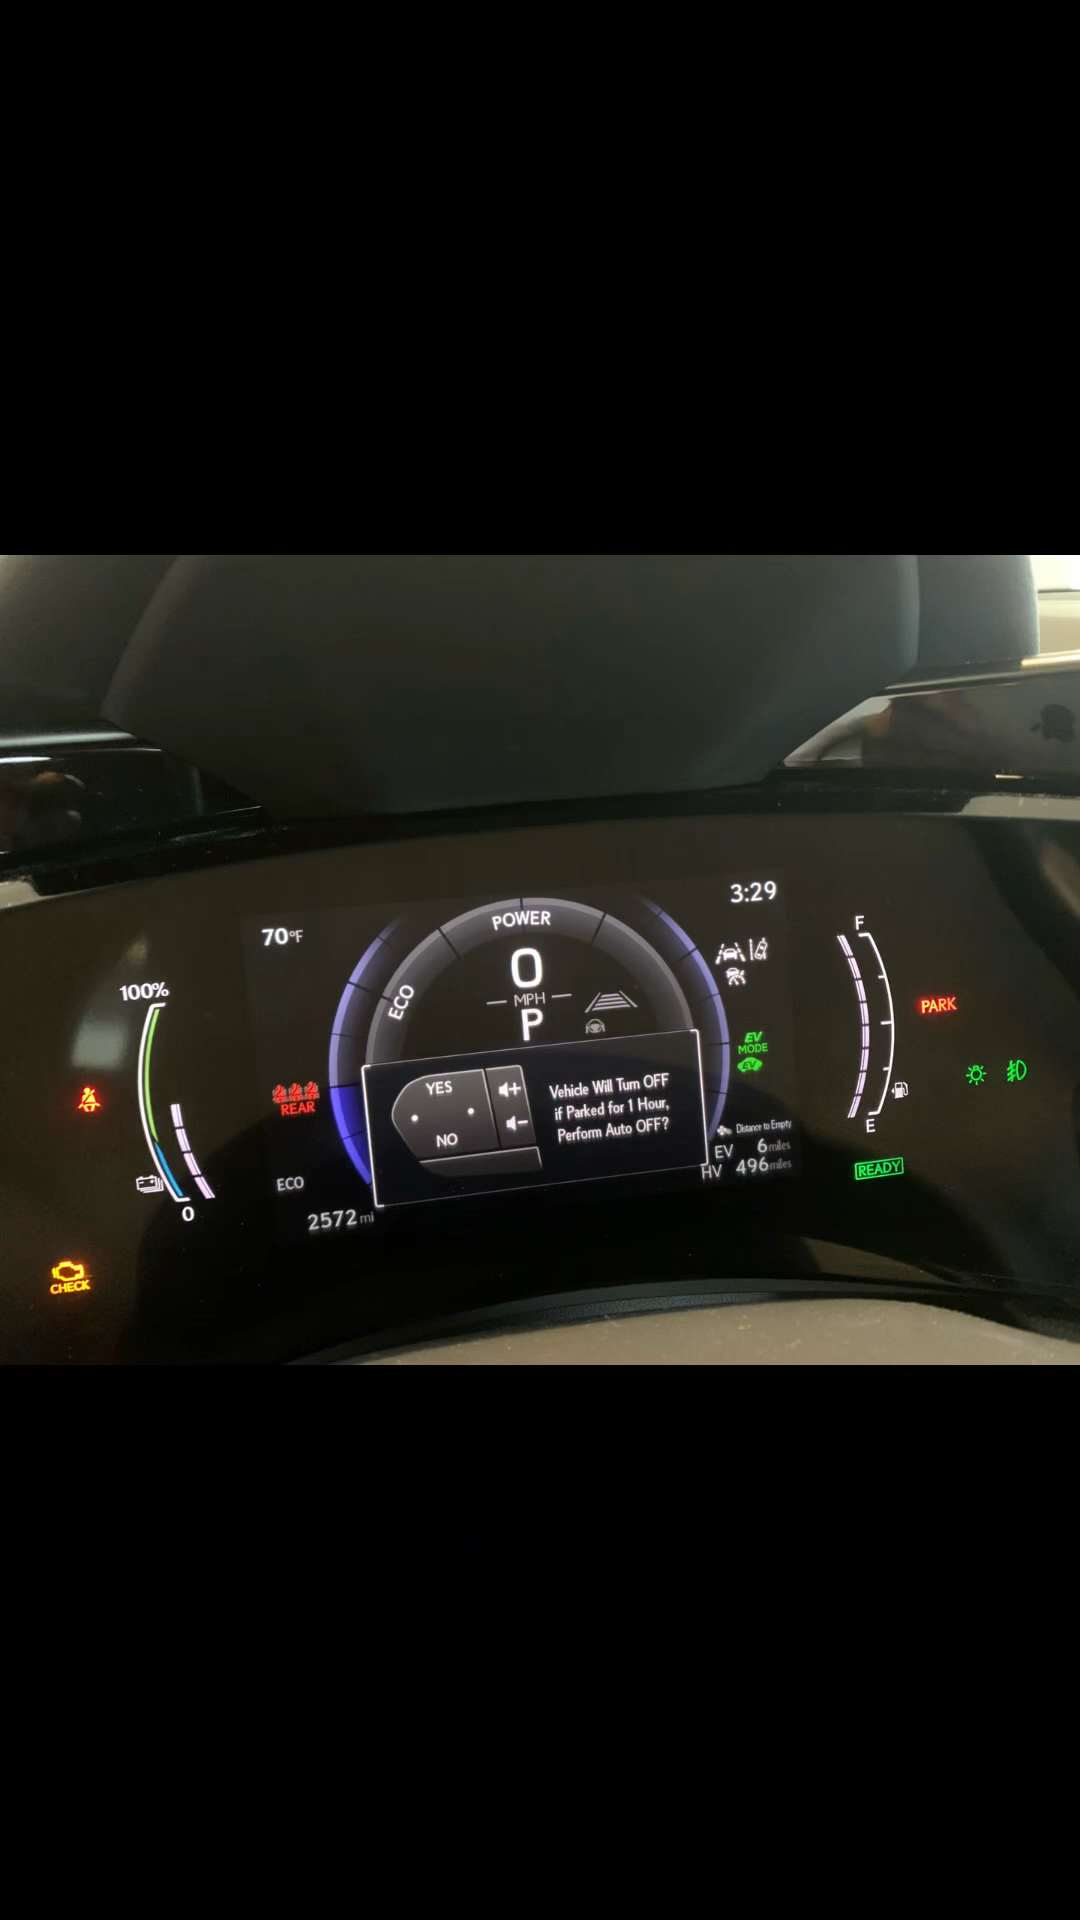 3:29
70°F
POWER
F
100%
0
MPH
P
ECO
PARK
EV
MODE
EV
YES
NO
Vehicle Will Turn OFF
if Parked for 1 Hour,
Perform Auto OFF?
REAR
E
Distance to Empty
EV 6 miles
HV 496 miles
READY
ECO
0
2572 mi
CHECK